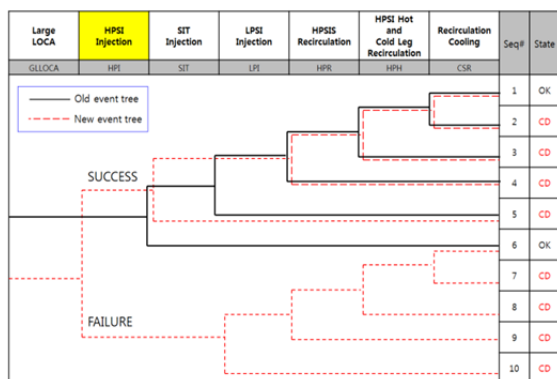 Large LOCA
HPSI Injection
SIT Injection
LPSI Injection
HPSIS Recirculation
HPSI Hot and Cold Leg Recirculation
Recirculation Cooling
Seq# State
GLLOCA HPI SIT LPI HPR HPH CSR
Old event tree
New event tree
SUCCESS
FAILURE
1 OK
2 CD
3 CD
4 CD
5 CD
6 OK
7 CD
8 CD
9 CD
10 CD